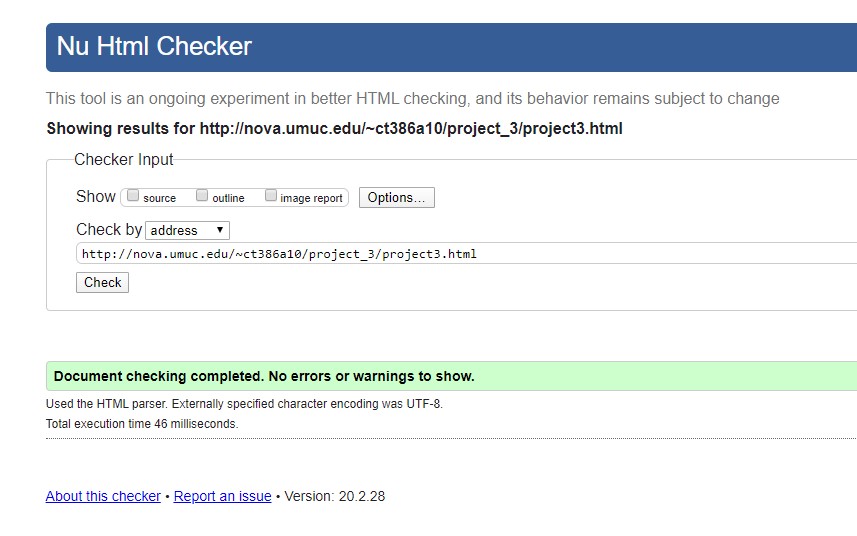 Nu Html Checker
This tool is an ongoing experiment in better HTML checking, and its behavior remains subject to change
Showing results for http://nova.umuc.edu/~ct386a10/project_3/project3.html
Checker Input
Show source outline image report Options...
Check by address
http://nova.umuc.edu/~ct386a10/project_3/project3.html
Check
Document checking completed. No errors or warnings to show.
Used the HTML parser. Externally specified character encoding was UTF-8.
Total execution time 46 milliseconds.
About this checker • Report an issue • Version: 20.2.28